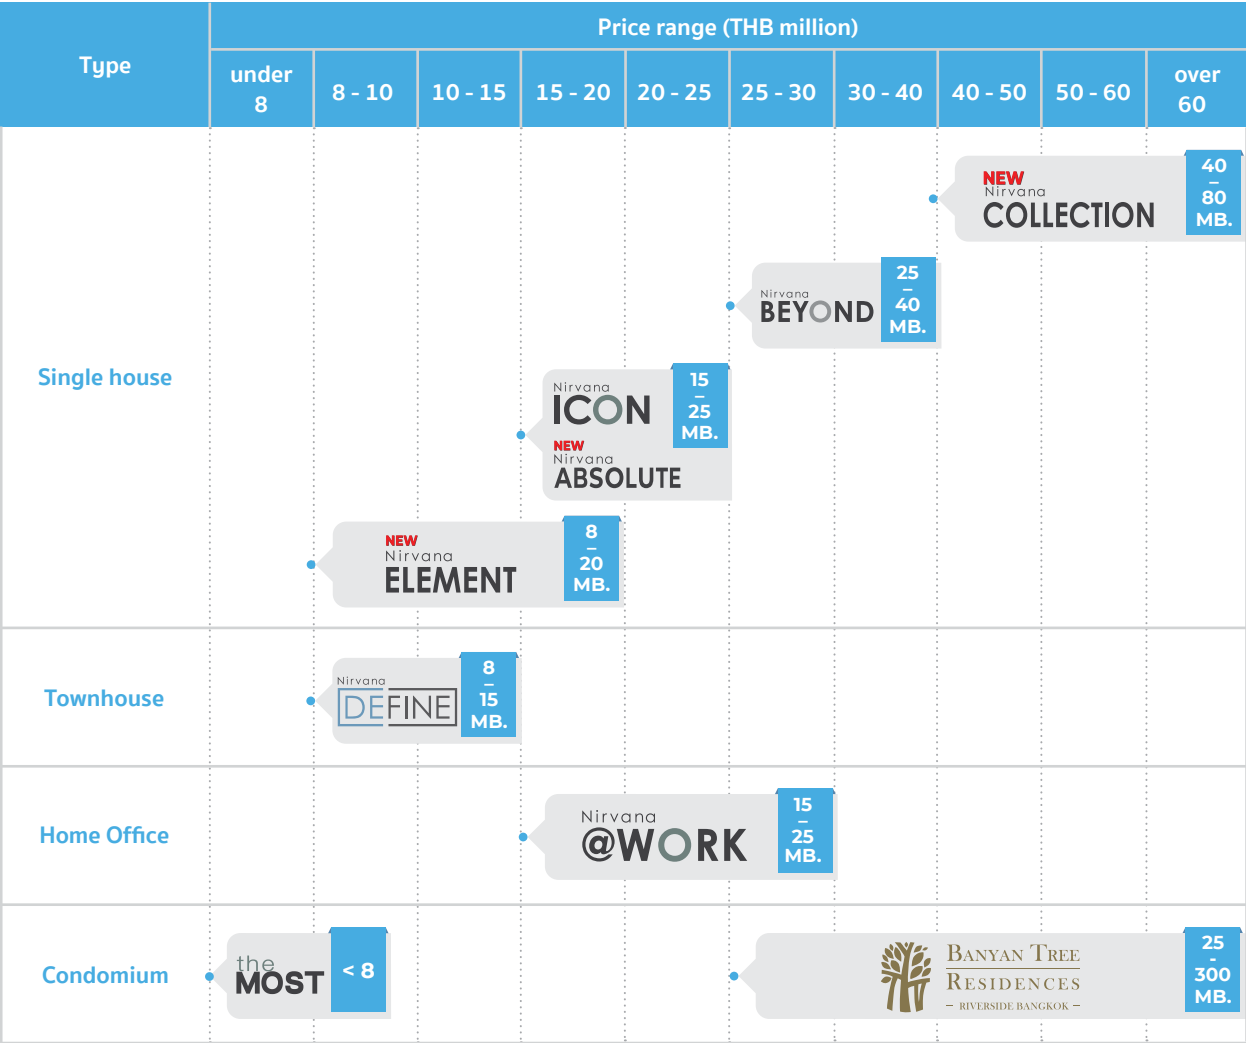 Type
Price range (THB million)
under
8
8 - 10
10 - 15
15 - 20
20 - 25
25 - 30
30 - 40
40 - 50
50 - 60
over
60
Single house
NEW
Nirvana
COLLECTION
40
–
80
MB.
Nirvana
BEYOND
25
–
40
MB.
Nirvana
ICON
NEW
Nirvana
ABSOLUTE
15
–
25
MB.
NEW
Nirvana
ELEMENT
8
–
20
MB.
Townhouse
Nirvana
DEFINE
8
–
15
MB.
Home Office
Nirvana
@WORK
15
–
25
MB.
Condomium
the
MOST
< 8
BANYAN TREE
RESIDENCES
– RIVERSIDE BANGKOK –
25
-
300
MB.